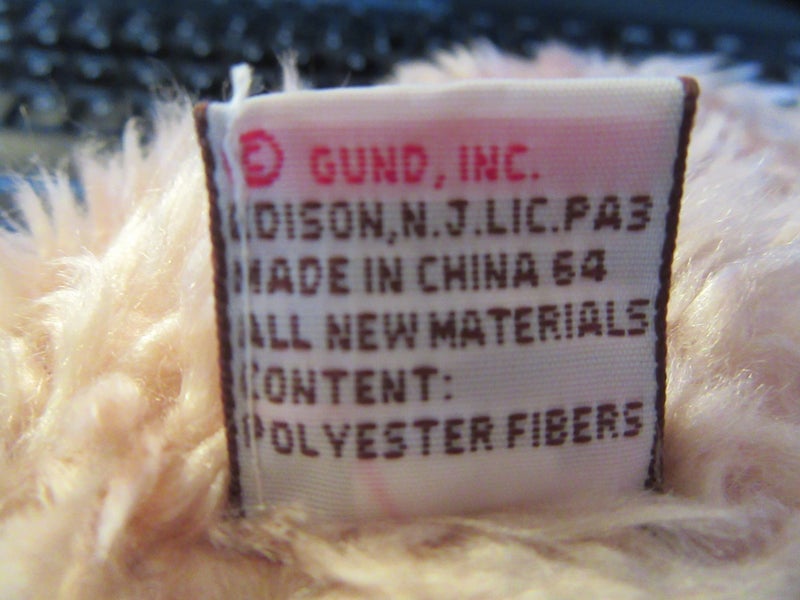 © GUND, INC.
EDISON,N.J.LIC.PA3
MADE IN CHINA 64
ALL NEW MATERIALS
CONTENT:
POLYESTER FIBERS